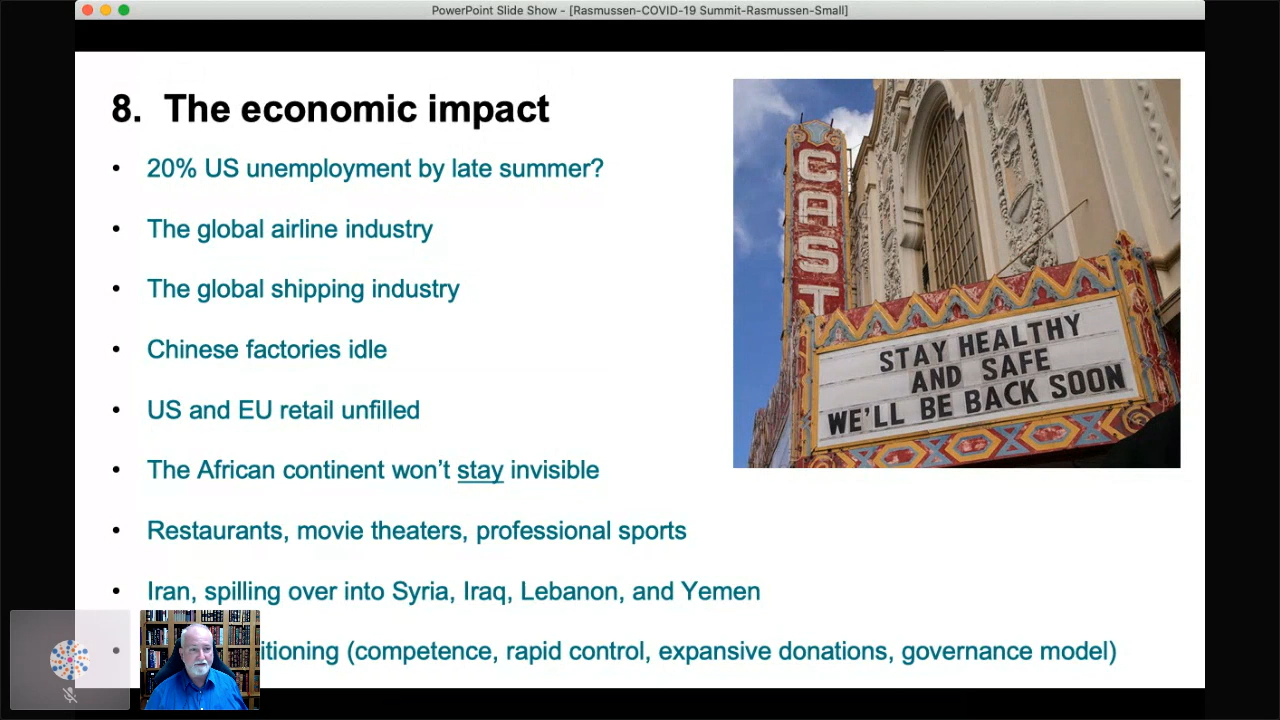 PowerPoint Slide Show - [Rasmussen-COVID-19 Summit-Rasmussen-Small]
8. The economic impact
• 20% US unemployment by late summer?
• The global airline industry
• The global shipping industry
• Chinese factories idle
• US and EU retail unfilled
• The African continent won't stay invisible
• Restaurants, movie theaters, professional sports
• Iran, spilling over into Syria, Iraq, Lebanon, and Yemen
• (competence, rapid control, expansive donations, governance model)
CAST
STAY HEALTHY
AND SAFE
WE'LL BE BACK SOON